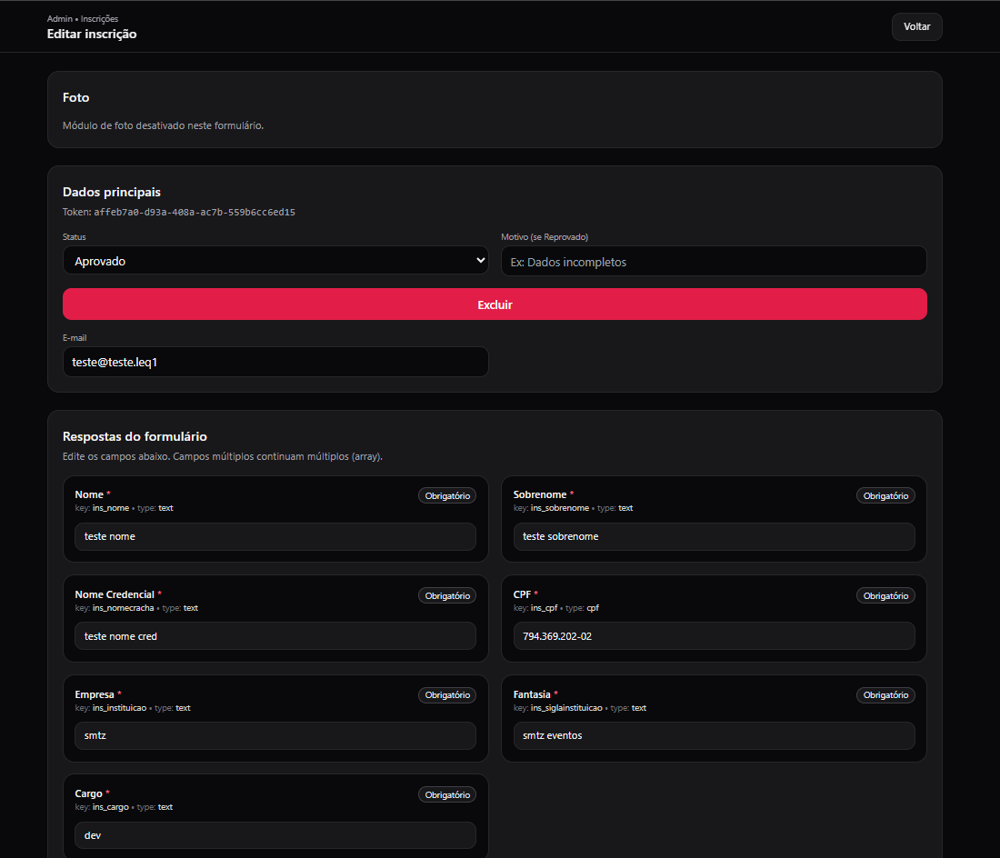 Admin • Inscrições
Editar inscrição
Voltar
Foto
Módulo de foto desativado neste formulário.
Dados principais
Token: affeb7a0-d93a-408a-ac7b-559b6cc6ed15
Status
Motivo (se Reprovado)
Aprovado
Ex: Dados incompletos
Excluir
E-mail
teste@teste.leq1
Respostas do formulário
Edite os campos abaixo. Campos múltiplos continuam múltiplos (array).
Nome *
Obrigatório
key: ins_nome • type: text
teste nome
Sobrenome *
Obrigatório
key: ins_sobrenome • type: text
teste sobrenome
Nome Credencial *
Obrigatório
key: ins_nomecracha • type: text
teste nome cred
CPF *
Obrigatório
key: ins_cpf • type: cpf
794.369.202-02
Empresa *
Obrigatório
key: ins_instituicao • type: text
smtz
Fantasia *
Obrigatório
key: ins_siglainstituicao • type: text
smtz eventos
Cargo *
Obrigatório
key: ins_cargo • type: text
dev